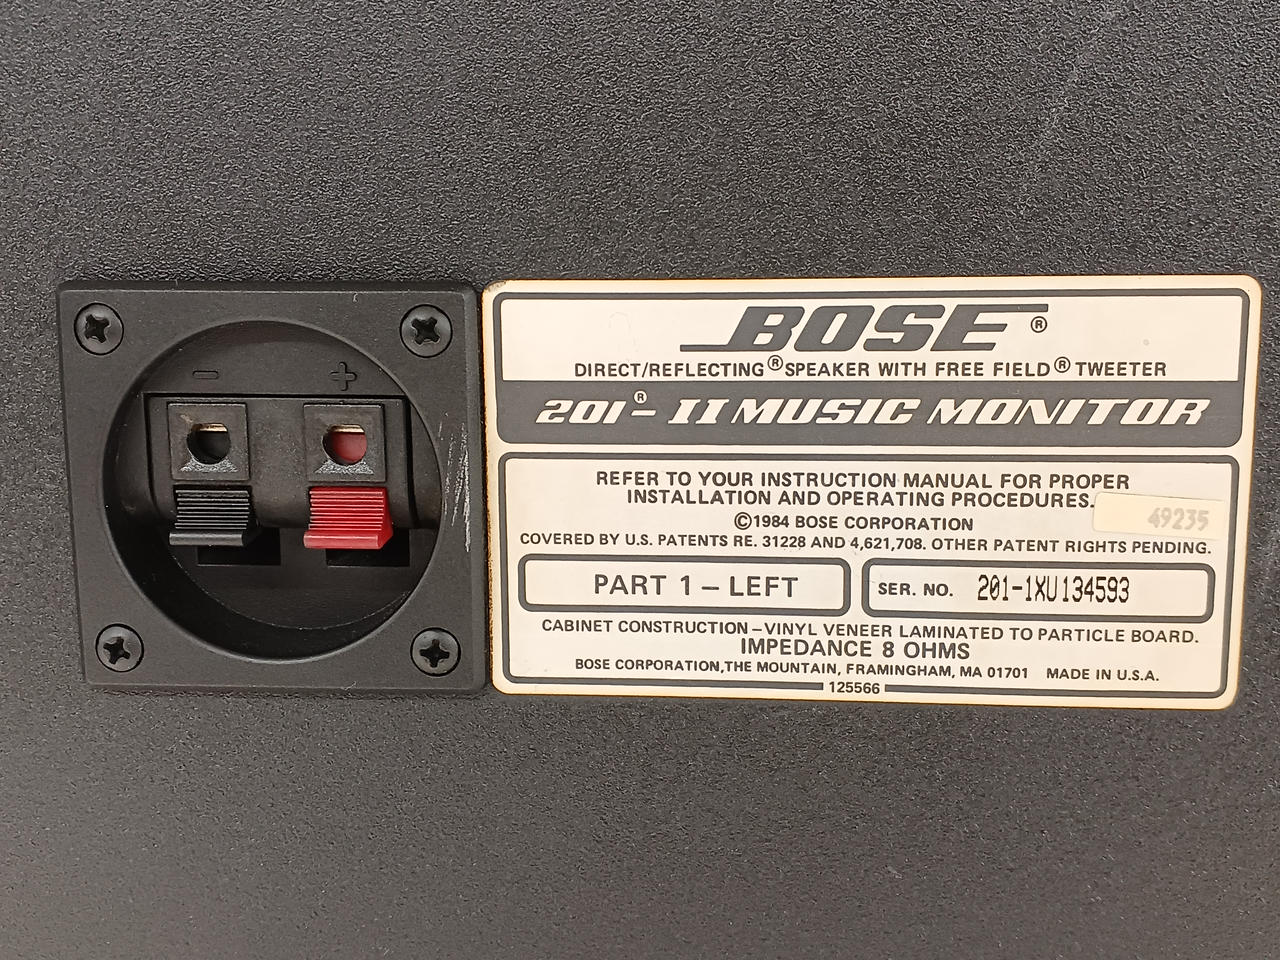 − +
BOSE®
DIRECT/REFLECTING® SPEAKER WITH FREE FIELD® TWEETER
201®- II MUSIC MONITOR
REFER TO YOUR INSTRUCTION MANUAL FOR PROPER
INSTALLATION AND OPERATING PROCEDURES.
49235
©1984 BOSE CORPORATION
COVERED BY U.S. PATENTS RE. 31228 AND 4,621,708. OTHER PATENT RIGHTS PENDING.
PART 1 – LEFT
SER. NO. 201-1XU134593
CABINET CONSTRUCTION–VINYL VENEER LAMINATED TO PARTICLE BOARD.
IMPEDANCE 8 OHMS
BOSE CORPORATION,THE MOUNTAIN, FRAMINGHAM, MA 01701 MADE IN U.S.A.
125566